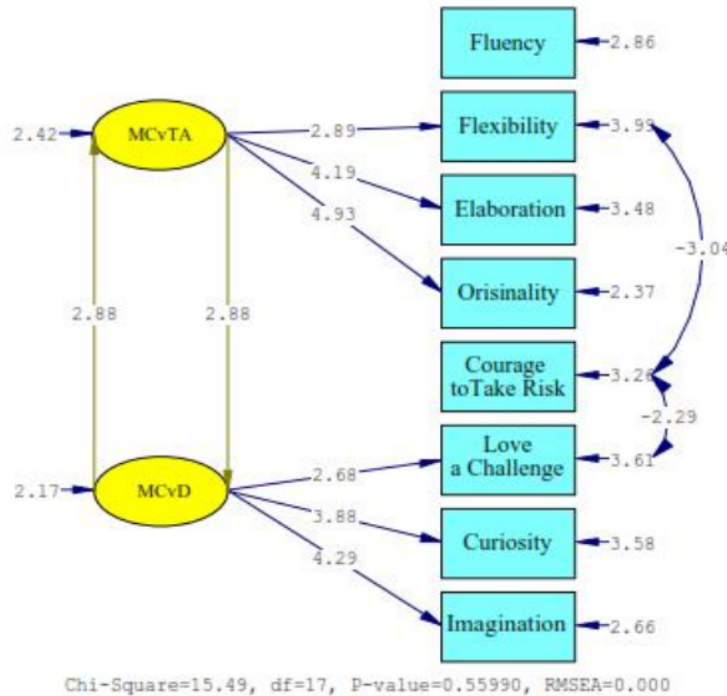 Fluency
2.86
2.42
MCvTA
2.89
Flexibility
3.99
4.19
Elaboration
3.48
4.93
-3.04
Orisinality
2.37
2.88
2.88
Courage
toTake Risk
3.26
-2.29
Love
a Challenge
3.61
2.68
2.17
MCvD
3.88
Curiosity
3.58
4.29
Imagination
2.66
Chi-Square=15.49, df=17, P-value=0.55990, RMSEA=0.000